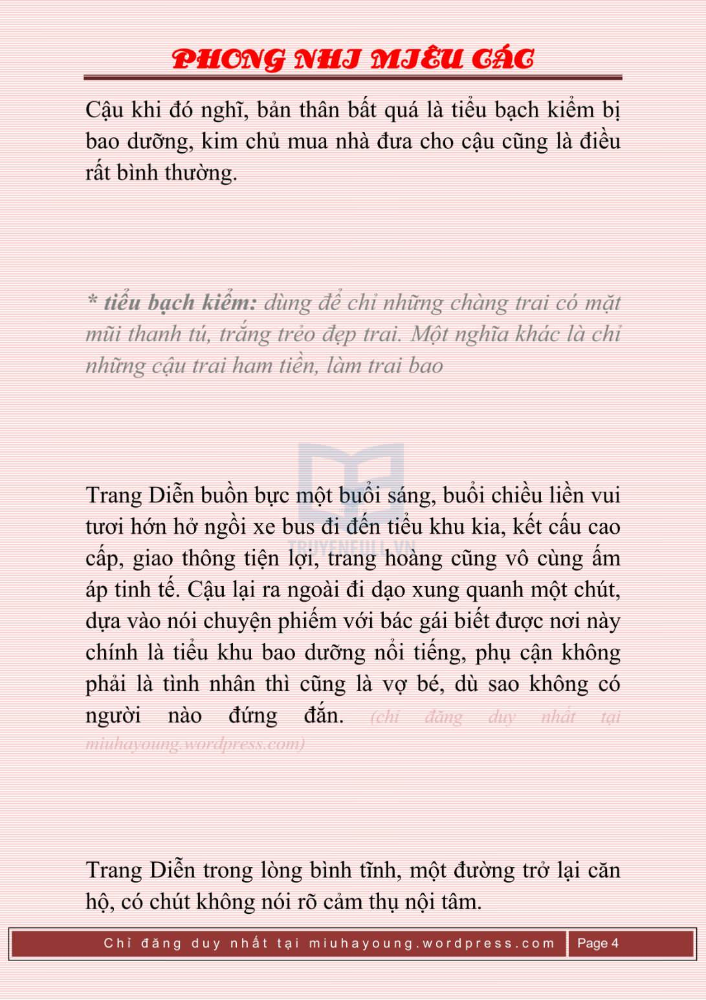 PHONG NHI MIÊU CÁC
Cậu khi đó nghĩ, bản thân bất quá là tiểu bạch kiểm bị
bao dưỡng, kim chủ mua nhà đưa cho cậu cũng là điều
rất bình thường.
* tiểu bạch kiểm: dùng để chỉ những chàng trai có mặt
mũi thanh tú, trắng trẻo đẹp trai. Một nghĩa khác là chỉ
những cậu trai ham tiền, làm trai bao
Trang Diễn buồn bực một buổi sáng, buổi chiều liền vui
tươi hớn hở ngồi xe bus đi đến tiểu khu kia, kết cấu cao
TRUYENFULL.VN
cấp, giao thông tiện lợi, trang hoàng cũng vô cùng ấm
áp tinh tế. Cậu lại ra ngoài đi dạo xung quanh một chút,
dựa vào nói chuyện phiếm với bác gái biết được nơi này
chính là tiểu khu bao dưỡng nổi tiếng, phụ cận không
phải là tình nhân thì cũng là vợ bé, dù sao không có
người nào đứng đắn. (chỉ đăng duy nhất tại
miuhayoung.wordpress.com)
Trang Diễn trong lòng bình tĩnh, một đường trở lại căn
hộ, có chút không nói rõ cảm thụ nội tâm.
Chỉ đăng duy nhất tại miuhayoung.wordpress.com Page 4